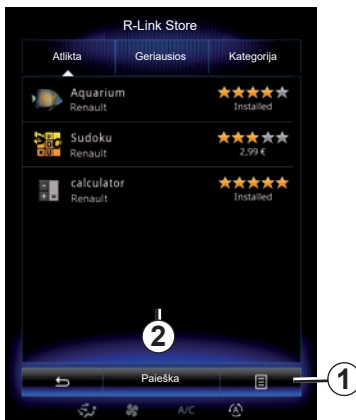 R-Link Store
Atlikta Geriausios Kategorija
Aquarium
Renault
Installed
Sudoku
Renault
2,99 €
calculator
Renault
Installed
2
Paieška
1
A/C
A